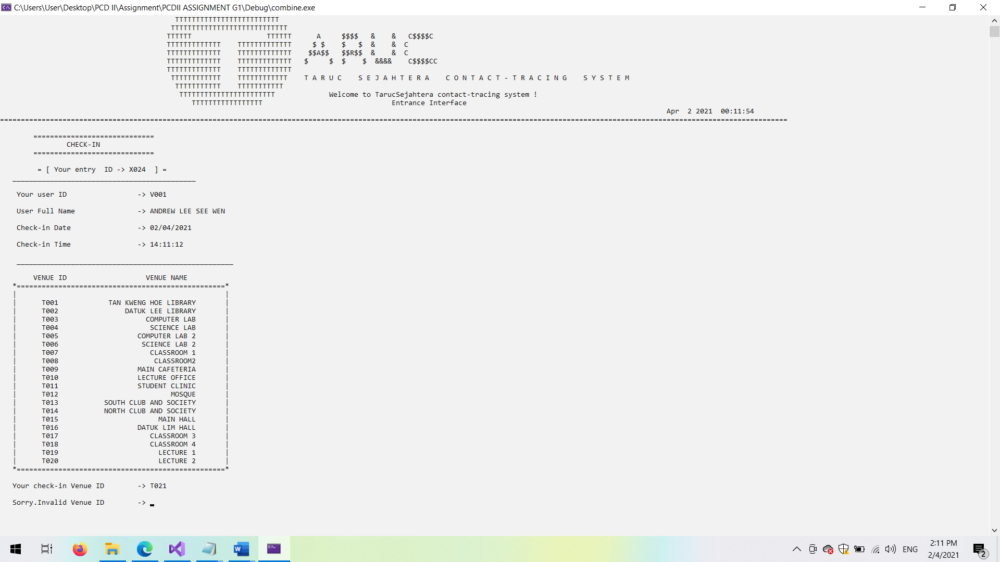 C:\Users\User\Desktop\PCD II\Assignment\PCDII ASSIGNMENT G1\Debug\combine.exe
TTTTTTTTTTTTTTTTTTTTTTTTT
TTTTTTTTTTTTTTTTTTTTTTTTTTTT
TTTTTT                  TTTTTT      A     $$$$   &    &   C$$$$C
TTTTTTTTTTTTT    TTTTTTTTTTTTT     $ $    $   $  &    &  C
TTTTTTTTTTTTT    TTTTTTTTTTTTT    $$A$$   $$R$$  &    &  C
TTTTTTTTTTTTT    TTTTTTTTTTTTT   $     $  $    $  &&&&    C$$$$CC
TTTTTTTTTTTTT    TTTTTTTTTTTTT
TTTTTTTTTTTT    TTTTTTTTTTTT    T A R U C    S E J A H T E R A    C O N T A C T - T R A C I N G    S Y S T E M
TTTTTTTTTTT    TTTTTTTTTTT
TTTTTTTTTTTTTTTTTTTTTTT             Welcome to TarucSejahtera contact-tracing system !
TTTTTTTTTTTTTTTTT                               Entrance Interface
Apr  2 2021  00:11:54
=============================
CHECK-IN
=============================
= [ Your entry  ID -> X024  ] =
Your user ID                 -> V001
User Full Name               -> ANDREW LEE SEE WEN
Check-in Date                -> 02/04/2021
Check-in Time                -> 14:11:12
VENUE ID                   VENUE NAME
*==================================================*
T001            TAN KWENG HOE LIBRARY
T002                DATUK LEE LIBRARY
T003                     COMPUTER LAB
T004                      SCIENCE LAB
T005                   COMPUTER LAB 2
T006                    SCIENCE LAB 2
T007                      CLASSROOM 1
T008                       CLASSROOM2
T009                   MAIN CAFETERIA
T010                   LECTURE OFFICE
T011                   STUDENT CLINIC
T012                           MOSQUE
T013           SOUTH CLUB AND SOCIETY
T014           NORTH CLUB AND SOCIETY
T015                        MAIN HALL
T016                   DATUK LIM HALL
T017                      CLASSROOM 3
T018                      CLASSROOM 4
T019                        LECTURE 1
T020                        LECTURE 2
*==================================================*
Your check-in Venue ID        -> T021
Sorry.Invalid Venue ID        ->
ENG
2:11 PM
2/4/2021
2